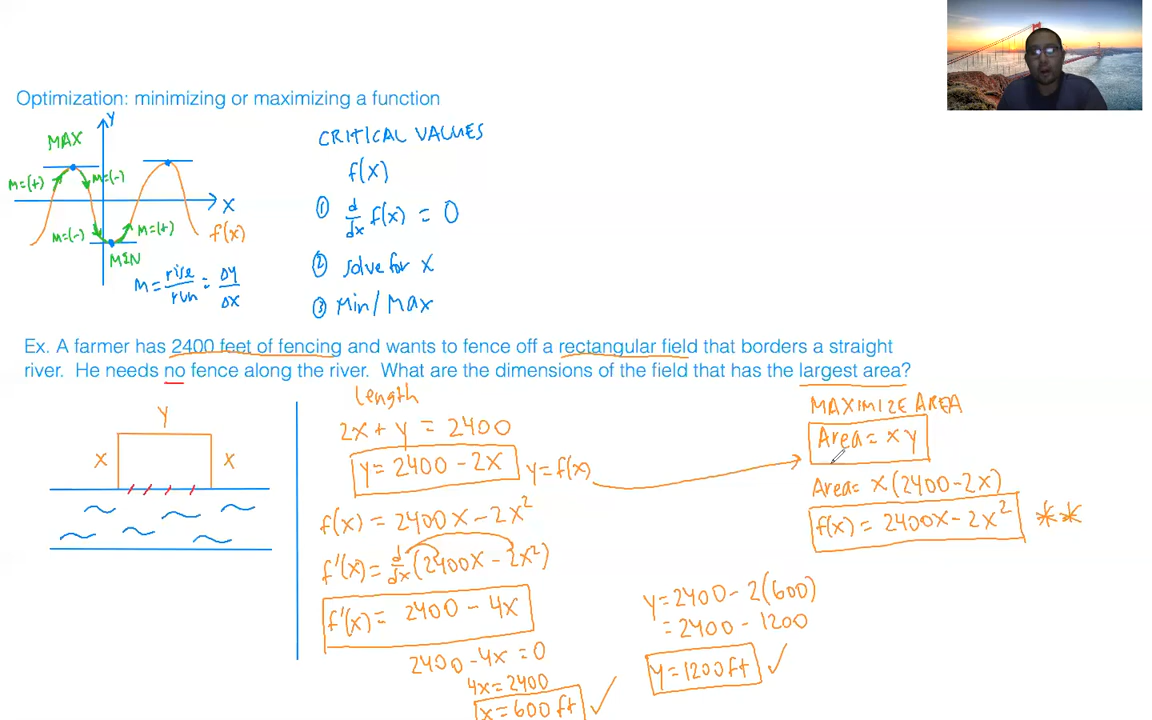 Optimization: minimizing or maximizing a function
Y
MAX
M=(+)
M=(-)
X
M=(-)
M=(+)
f(x)
MIN
M = rise/run = ΔY/ΔX
CRITICAL VALUES
f(x)
① d/dx f(x) = 0
② solve for X
③ Min/Max
Ex. A farmer has 2400 feet of fencing and wants to fence off a rectangular field that borders a straight
river. He needs no fence along the river. What are the dimensions of the field that has the largest area?
Y
X
X
length
2X + Y = 2400
Y = 2400 - 2X
Y = f(x)
f(x) = 2400X - 2X²
f'(x) = d/dx (2400X - 2X²)
f'(x) = 2400 - 4X
2400 - 4X = 0
4X = 2400
X = 600 ft ✓
Y = 2400 - 2(600)
= 2400 - 1200
Y = 1200 ft ✓
MAXIMIZE AREA
Area = X Y
Area = X (2400 - 2X)
f(x) = 2400X - 2X² **